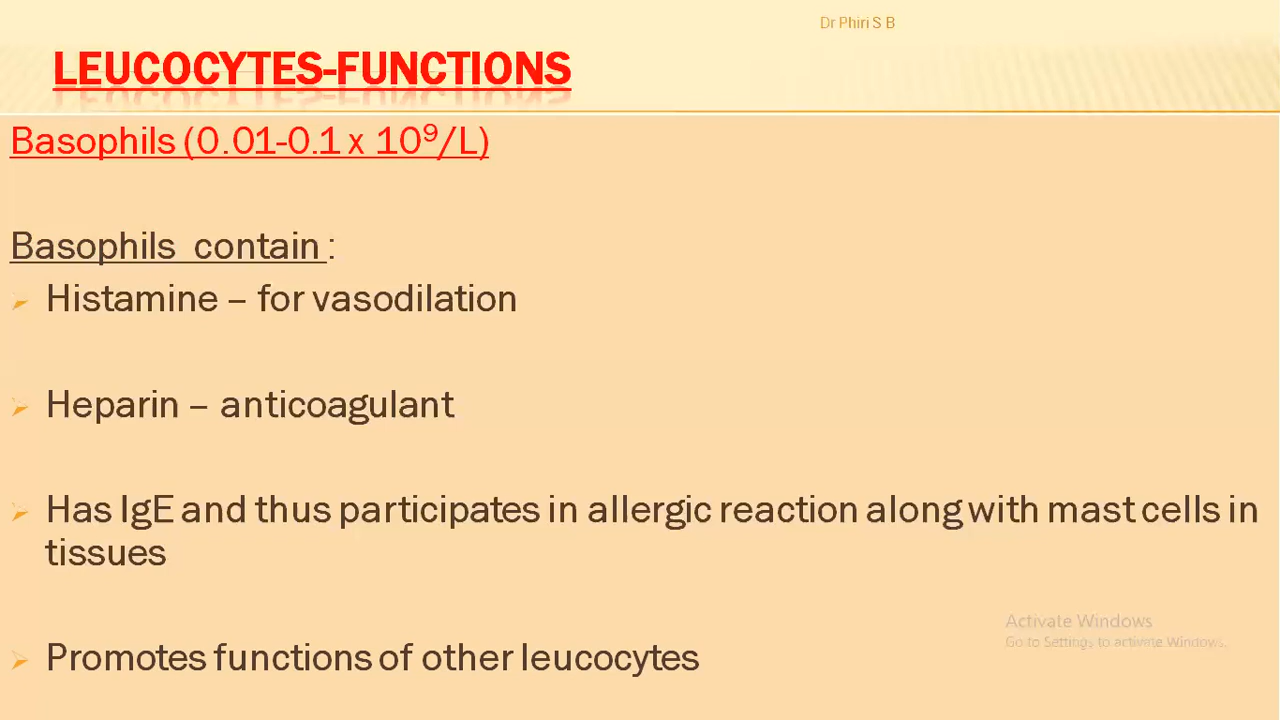 Dr Phiri S B
LEUCOCYTES-FUNCTIONS
Basophils (0.01-0.1 x 10⁹/L)
Basophils contain :
➢ Histamine – for vasodilation
➢ Heparin – anticoagulant
➢ Has IgE and thus participates in allergic reaction along with mast cells in
tissues
➢ Promotes functions of other leucocytes
Activate Windows
Go to Settings to activate Windows.